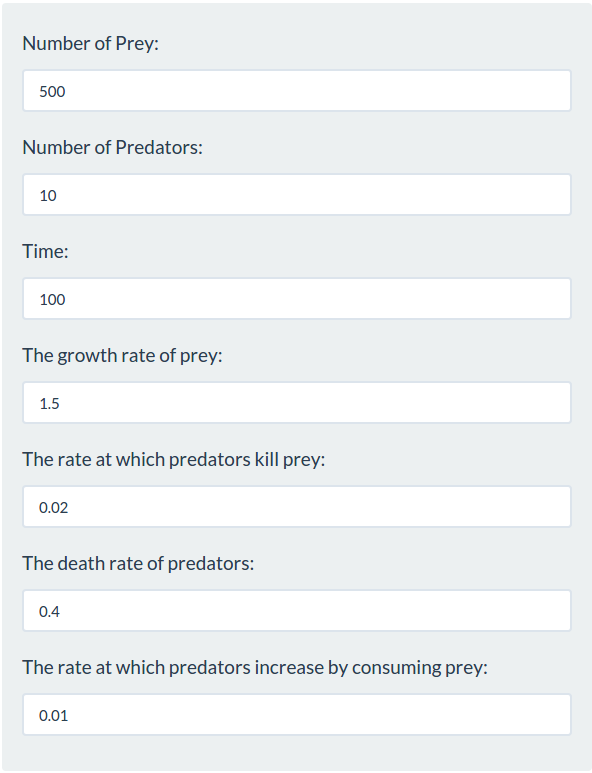 Number of Prey:
500
Number of Predators:
10
Time:
100
The growth rate of prey:
1.5
The rate at which predators kill prey:
0.02
The death rate of predators:
0.4
The rate at which predators increase by consuming prey:
0.01